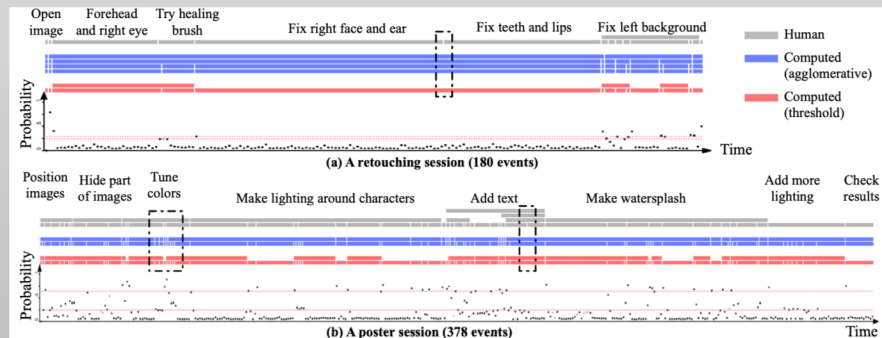 Open image
Forehead and right eye
Try healing brush
Fix right face and ear
Fix teeth and lips
Fix left background
Human
Computed (agglomerative)
Computed (threshold)
Probability
Time
(a) A retouching session (180 events)
Position images
Hide part of images
Tune colors
Make lighting around characters
Add text
Make watersplash
Add more lighting
Check results
Probability
(b) A poster session (378 events)
Time